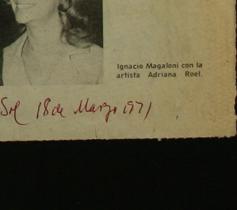 Ignacio Magaloni con la
artista Adriana Roel.
Sol 18 de Marzo 1971